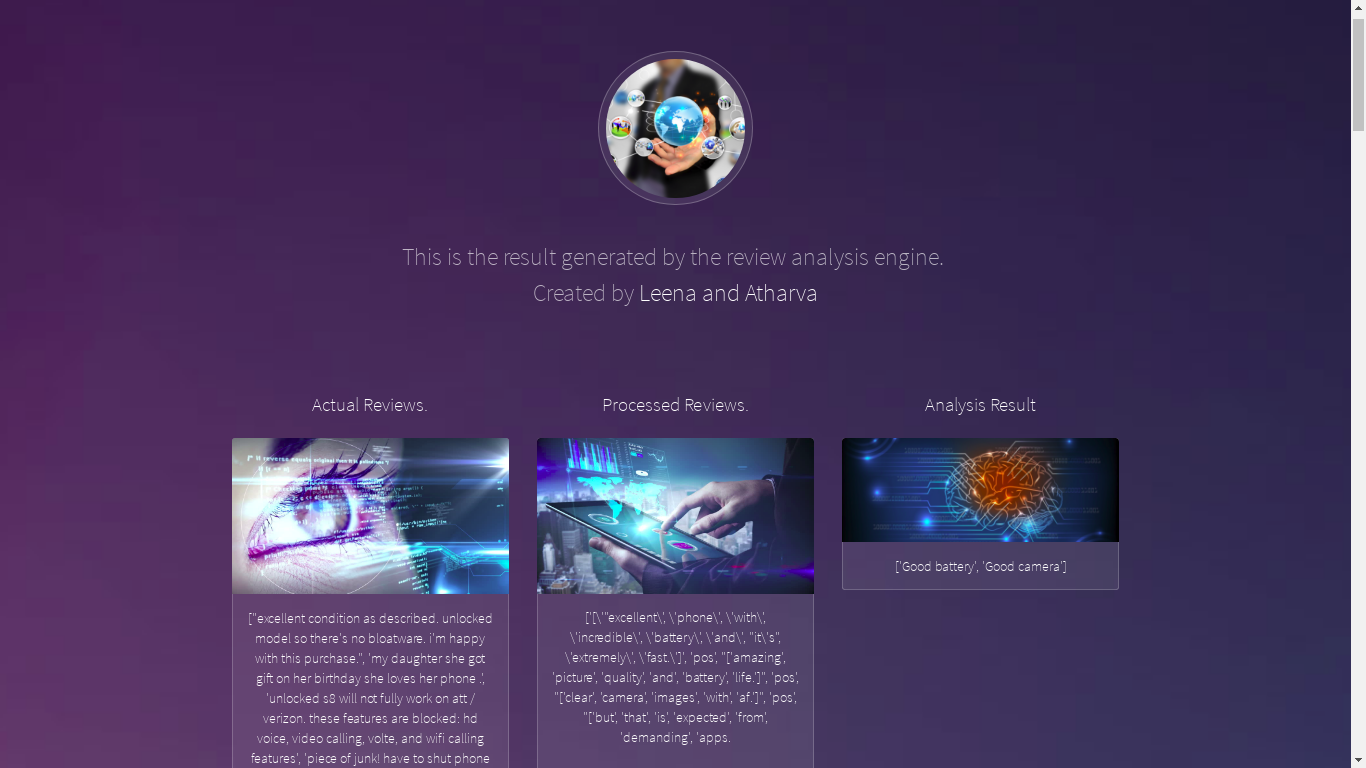 This is the result generated by the review analysis engine.
Created by Leena and Atharva
Actual Reviews.
["excellent condition as described. unlocked
model so there's no bloatware. i'm happy
with this purchase.", 'my daughter she got
gift on her birthday she loves her phone .',
'unlocked s8 will not fully work on att /
verizon. these features are blocked: hd
voice, video calling, volte, and wifi calling
features', 'piece of junk! have to shut phone
Processed Reviews.
['[\'"excellent\', \'phone\', \'with\',
\'incredible\', \'battery\', \'and\', "it\'s",
\'extremely\', \'fast.\']', 'pos', "['amazing',
'picture', 'quality', 'and', 'battery', 'life.']", 'pos',
"['clear', 'camera', 'images', 'with', 'af.']", 'pos',
"['but', 'that', 'is', 'expected', 'from',
'demanding', 'apps.
Analysis Result
['Good battery', 'Good camera']